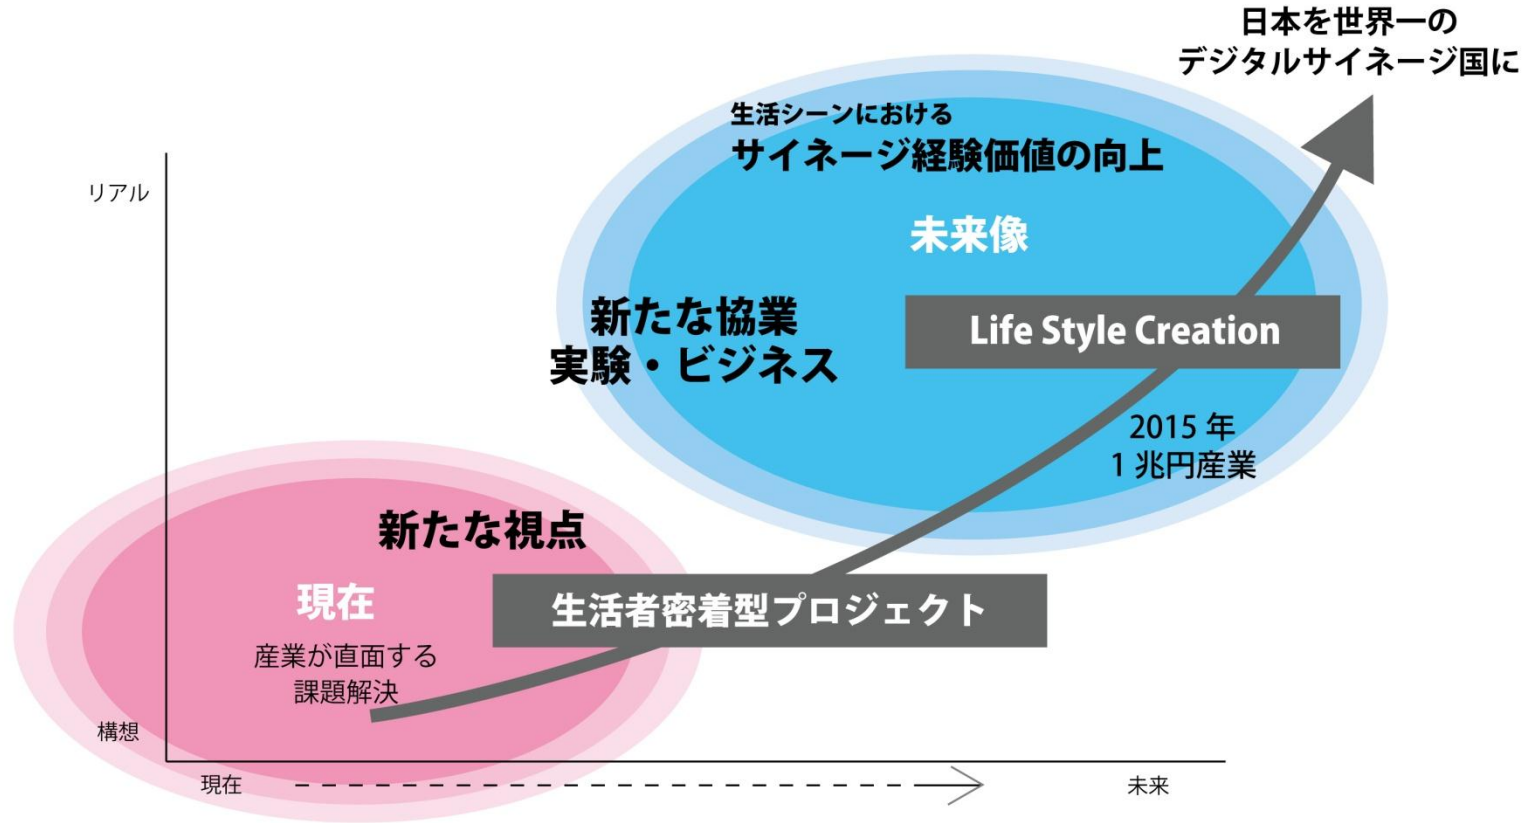 日本を世界一の
デジタルサイネージ国に
生活シーンにおける
サイネージ経験価値の向上
リアル
未来像
新たな協業
実験・ビジネス
Life Style Creation
2015 年
1 兆円産業
新たな視点
現在
生活者密着型プロジェクト
産業が直面する
課題解決
構想
現在
未来